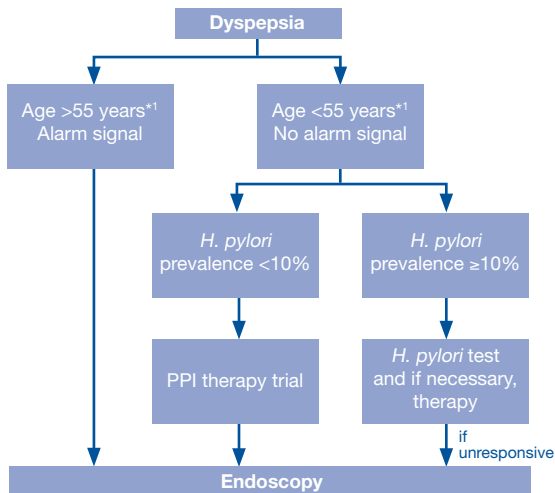 Dyspepsia
Age >55 years*1
Alarm signal
Age <55 years*1
No alarm signal
H. pylori
prevalence <10%
H. pylori
prevalence ≥10%
PPI therapy trial
H. pylori test
and if necessary,
therapy
if
unresponsive
Endoscopy